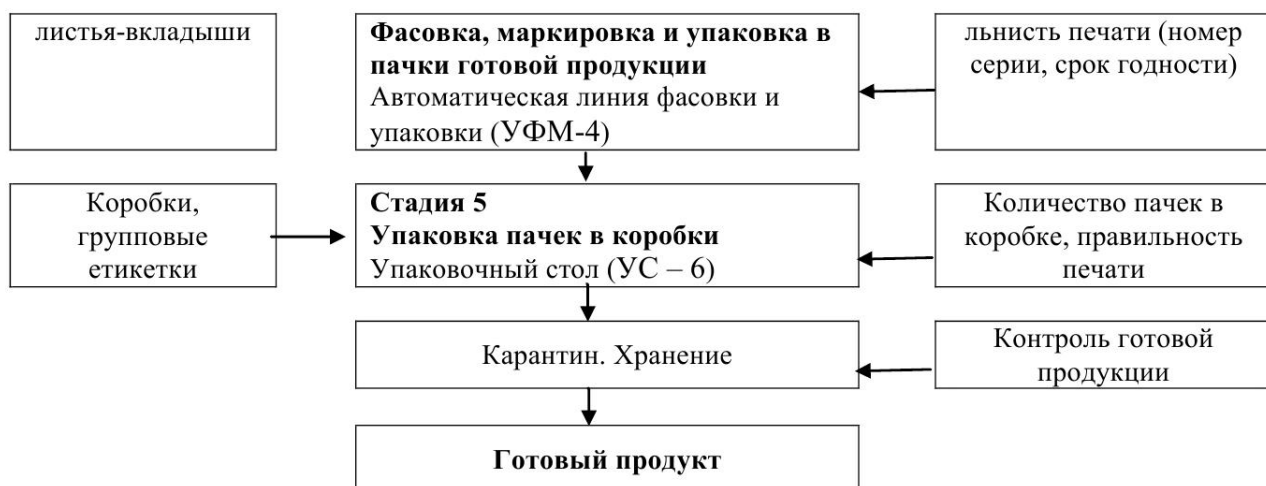 листья-вкладыши
Фасовка, маркировка и упаковка в
пачки готовой продукции
Автоматическая линия фасовки и
упаковки (УФМ-4)
льнисть печати (номер
серии, срок годности)
Коробки,
групповые
етикетки
Стадия 5
Упаковка пачек в коробки
Упаковочный стол (УС – 6)
Количество пачек в
коробке, правильность
печати
Карантин. Хранение
Контроль готовой
продукции
Готовый продукт